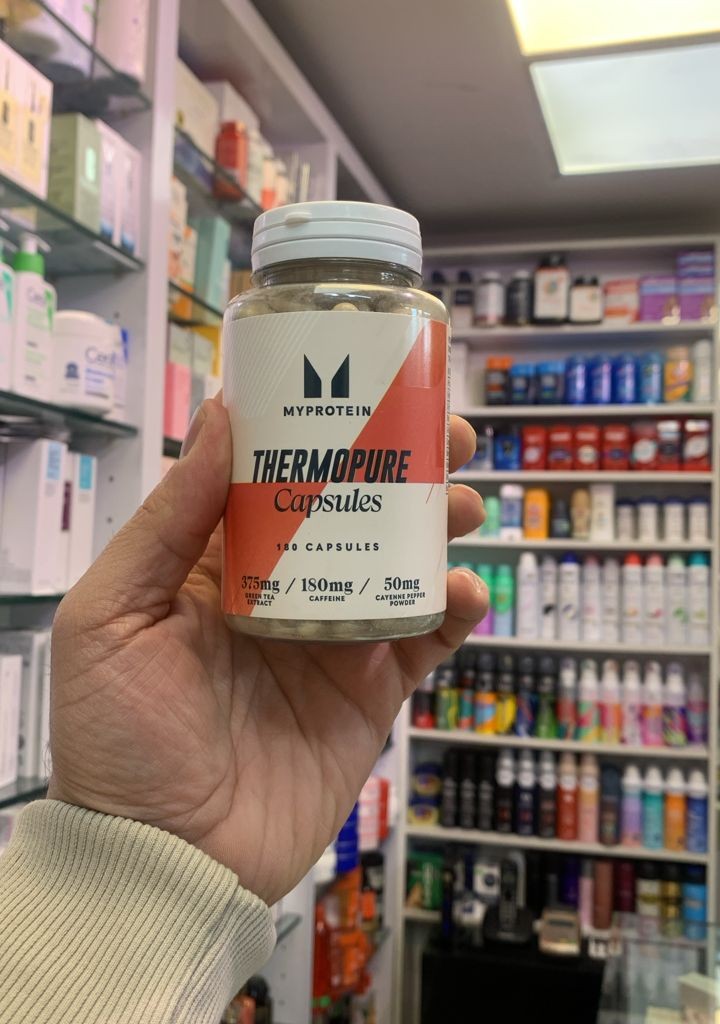 MYPROTEIN
THERMOPURE
Capsules
180 CAPSULES
375mg / 180mg / 50mg
GREEN TEA EXTRACT
CAFFEINE
CAYENNE PEPPER POWDER